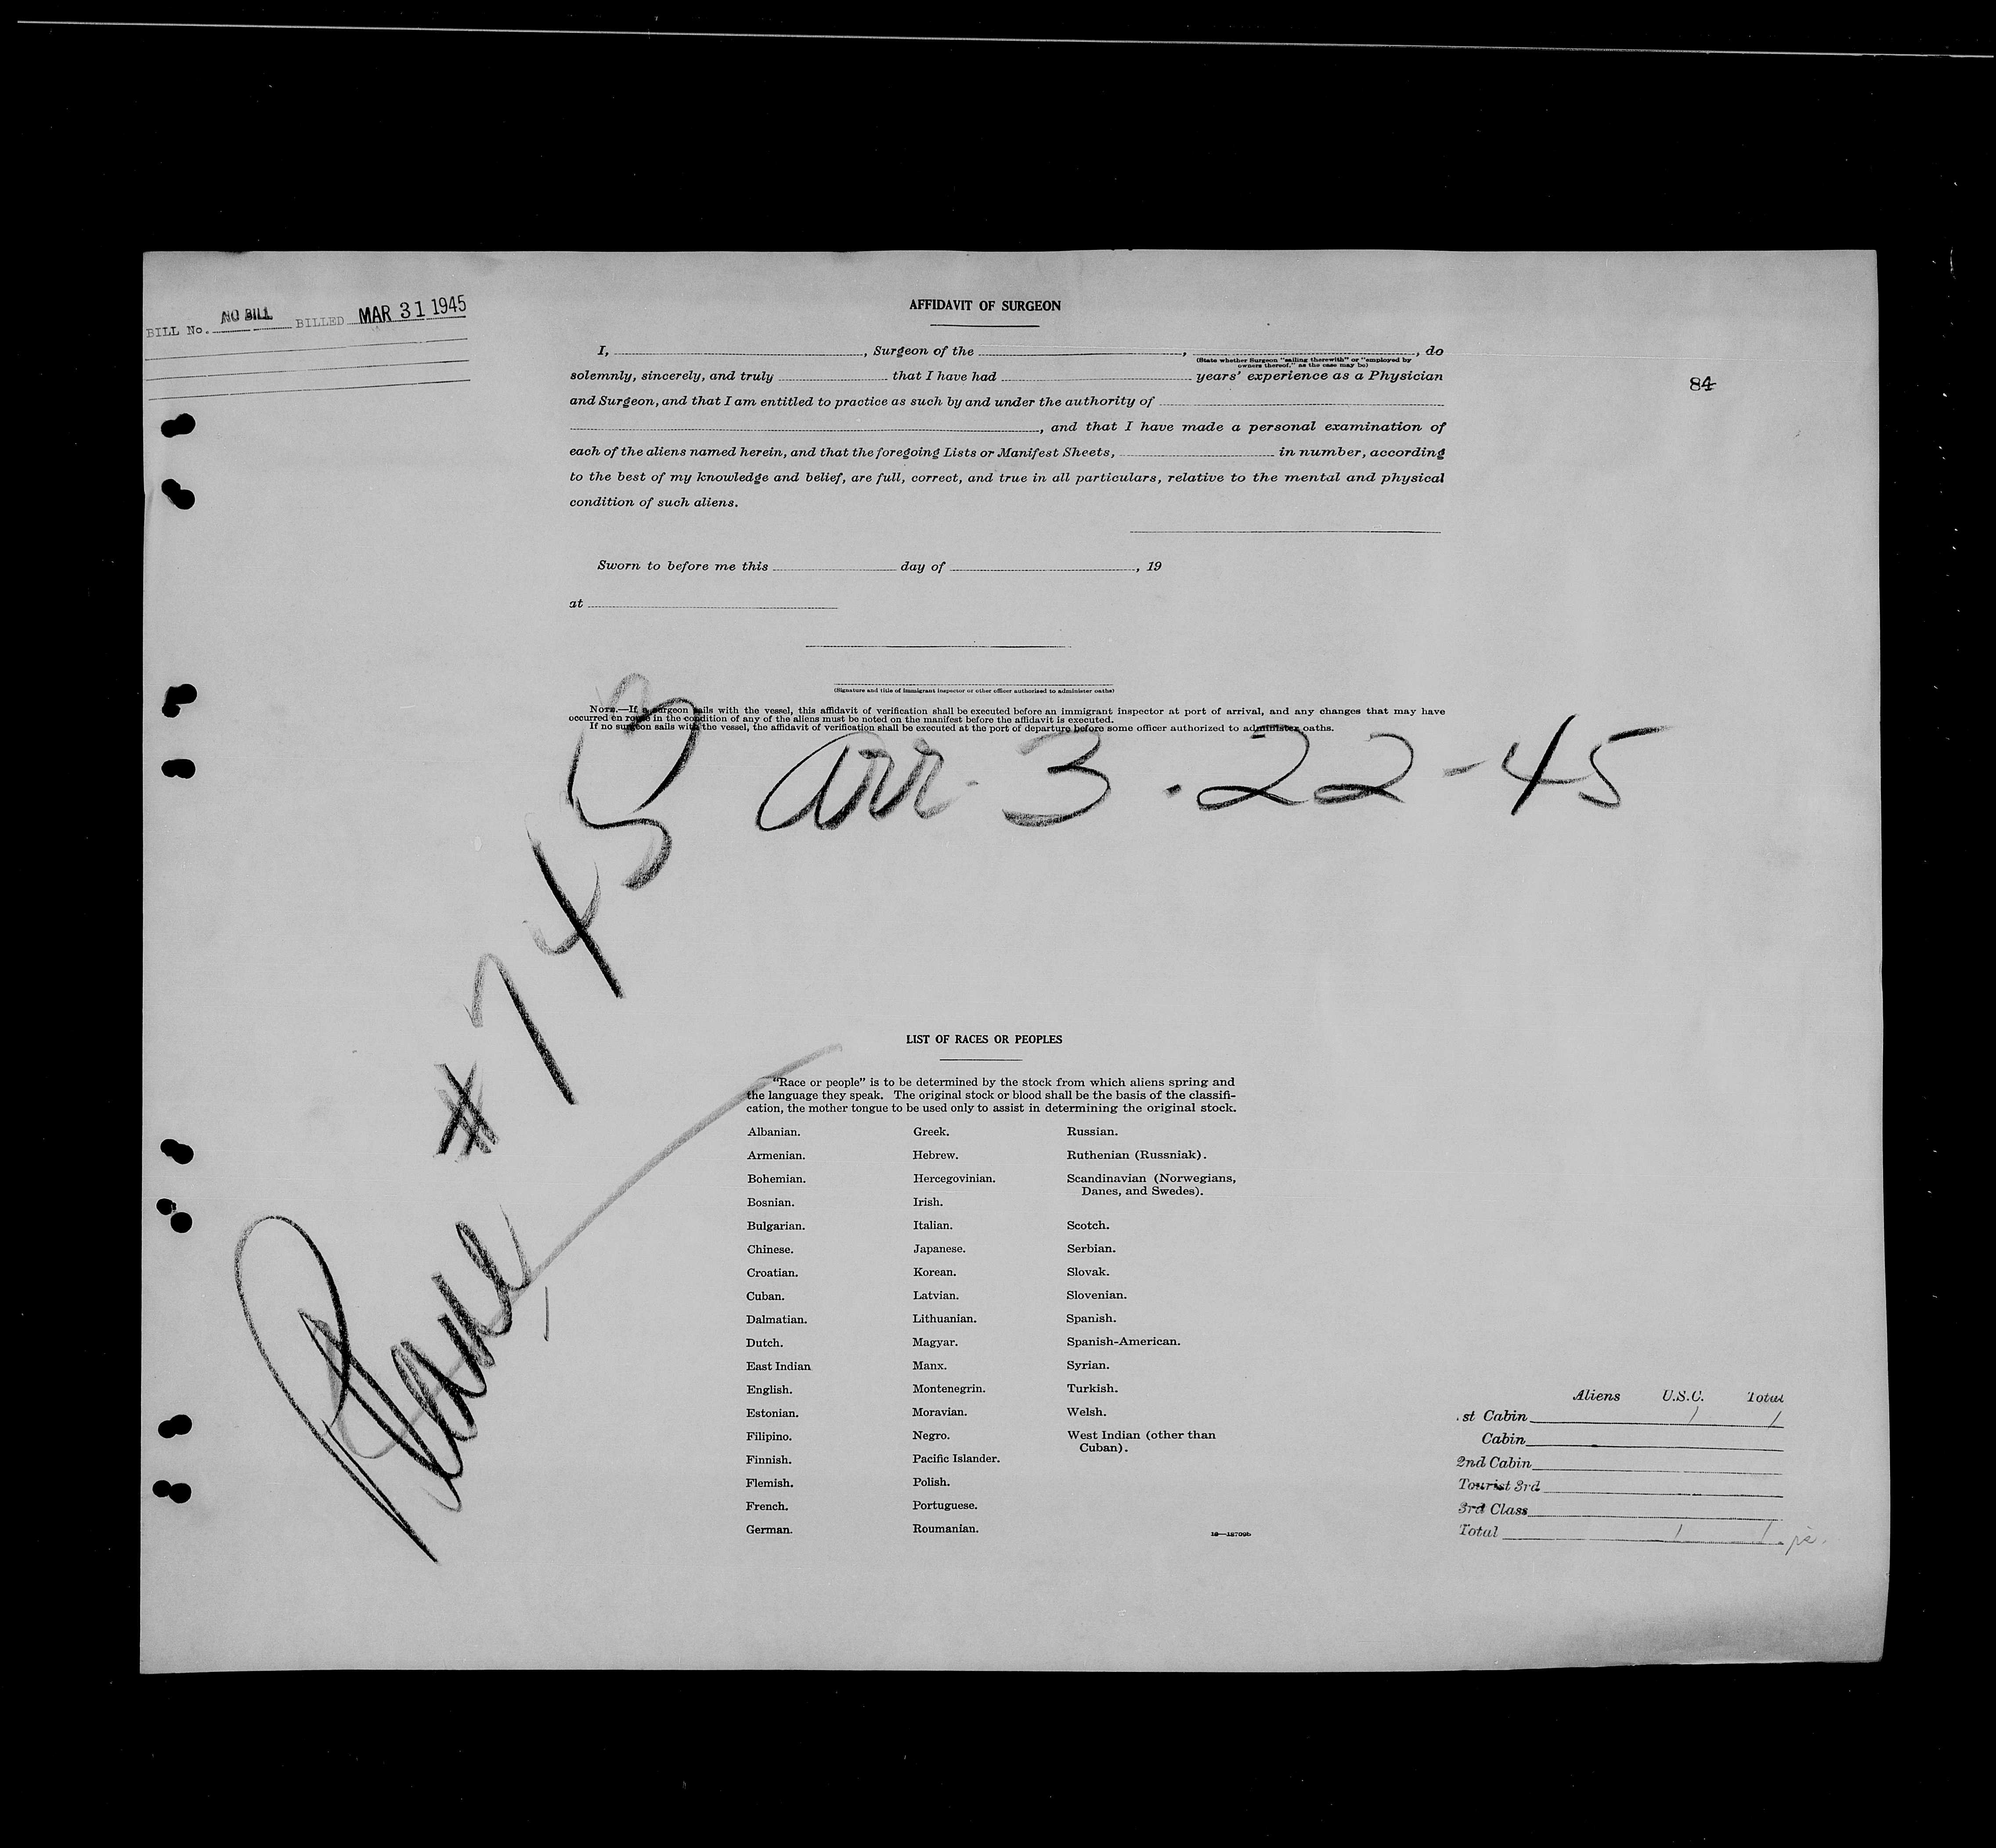 BILL No. NO BILL BILLED MAR 31 1945
AFFIDAVIT OF SURGEON
I, , Surgeon of the , , do
(State whether Surgeon "sailing therewith" or "employed by
owners thereof," as the case may be)
solemnly, sincerely, and truly that I have had years' experience as a Physician
84
and Surgeon, and that I am entitled to practice as such by and under the authority of
, and that I have made a personal examination of
each of the aliens named herein, and that the foregoing Lists or Manifest Sheets, in number, according
to the best of my knowledge and belief, are full, correct, and true in all particulars, relative to the mental and physical
condition of such aliens.
Sworn to before me this day of , 19
at
(Signature and title of immigrant inspector or other officer authorized to administer oaths)
NOTE.—If a surgeon sails with the vessel, this affidavit of verification shall be executed before an immigrant inspector at port of arrival, and any changes that may have
occurred en route in the condition of any of the aliens must be noted on the manifest before the affidavit is executed.
If no surgeon sails with the vessel, the affidavit of verification shall be executed at the port of departure before some officer authorized to administer oaths.
arr. 3.22-45
Plane # 745
LIST OF RACES OR PEOPLES
"Race or people" is to be determined by the stock from which aliens spring and
the language they speak. The original stock or blood shall be the basis of the classifi-
cation, the mother tongue to be used only to assist in determining the original stock.
Albanian. Greek. Russian.
Armenian. Hebrew. Ruthenian (Russniak).
Bohemian. Hercegovinian. Scandinavian (Norwegians,
Danes, and Swedes).
Bosnian. Irish.
Bulgarian. Italian. Scotch.
Chinese. Japanese. Serbian.
Croatian. Korean. Slovak.
Cuban. Latvian. Slovenian.
Dalmatian. Lithuanian. Spanish.
Dutch. Magyar. Spanish-American.
East Indian Manx. Syrian.
English. Montenegrin. Turkish.
Estonian. Moravian. Welsh.
Filipino. Negro. West Indian (other than
Cuban).
Finnish. Pacific Islander.
Flemish. Polish.
French. Portuguese.
German. Roumanian.
Aliens U.S.C. Total
st Cabin 1 1
Cabin
2nd Cabin
Tourist 3rd
3rd Class
Total 1 1